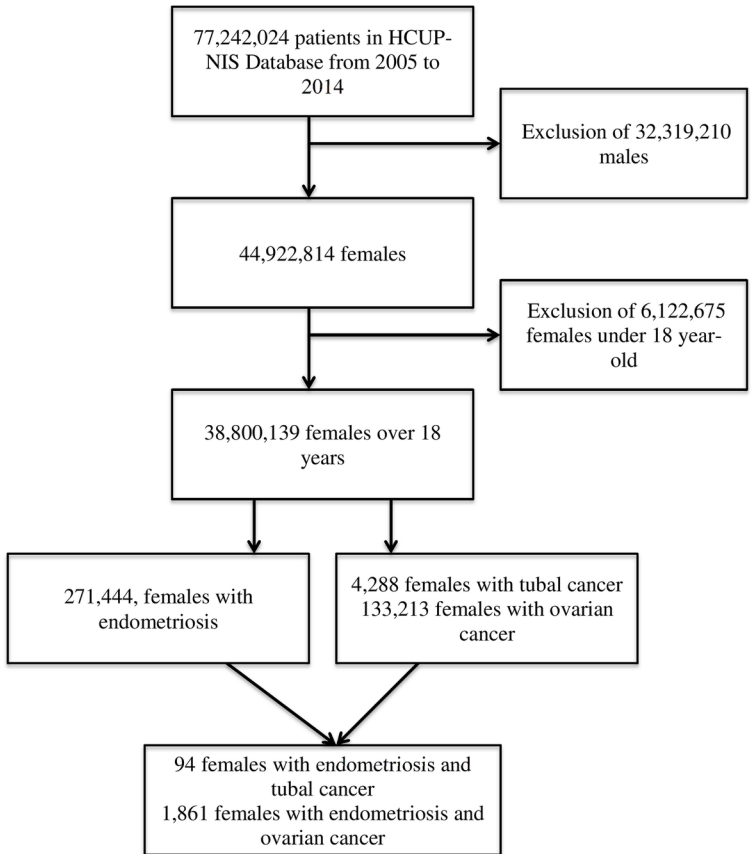 77,242,024 patients in HCUP-
NIS Database from 2005 to
2014
Exclusion of 32,319,210
males
44,922,814 females
Exclusion of 6,122,675
females under 18 year-
old
38,800,139 females over 18
years
271,444, females with
endometriosis
4,288 females with tubal cancer
133,213 females with ovarian
cancer
94 females with endometriosis and
tubal cancer
1,861 females with endometriosis and
ovarian cancer